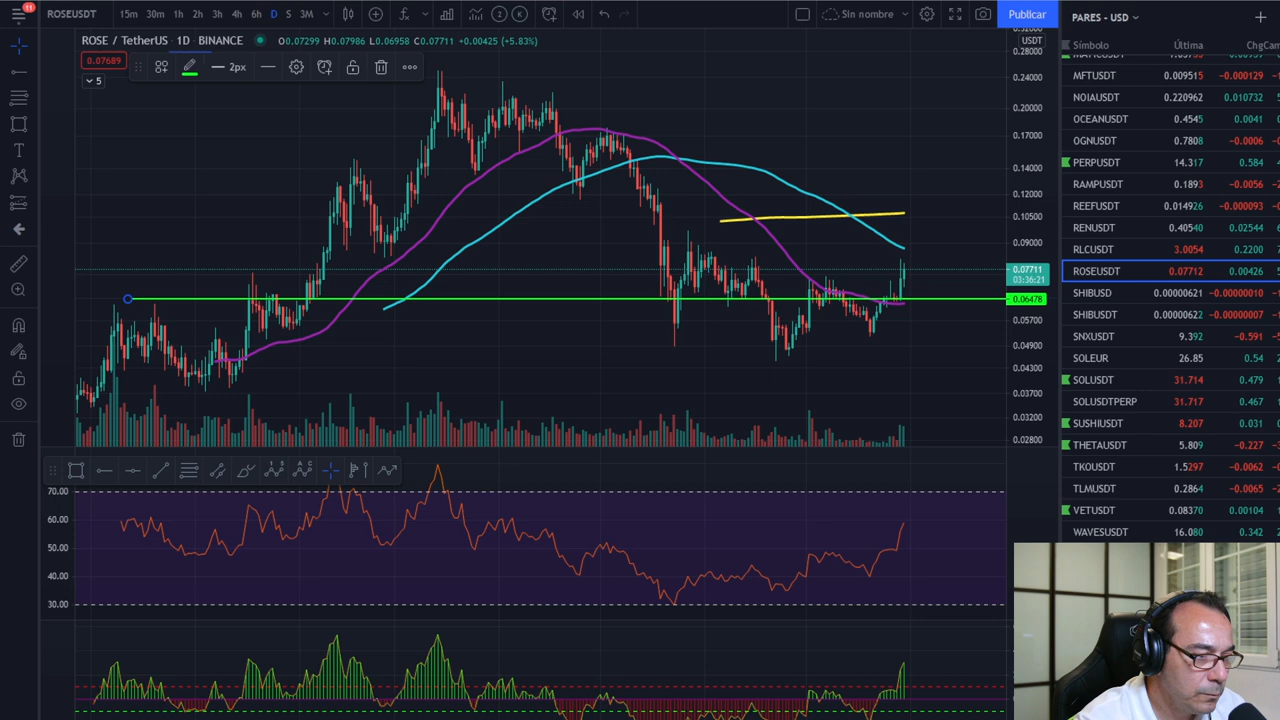 11
ROSEUSDT
15m 30m 1h 2h 3h 4h 6h D S 3M
2 K
Sin nombre
Publicar
PARES - USD
ROSE / TetherUS · 1D · BINANCE O0.07299 H0.07986 L0.06958 C0.07711 +0.00425 (+5.83%)
USDT
0.07689
2px
5
0.28000
0.24000
0.20000
0.17000
0.14000
0.12000
0.10500
0.09000
0.07711
03:36:21
0.06478
0.05700
0.04900
0.04300
0.03700
0.03200
0.02800
70.00
60.00
50.00
40.00
30.00
Símbolo Última ChgCam
MFTUSDT 0.009515 -0.000129
NOIAUSDT 0.220962 0.010732
OCEANUSDT 0.4545 0.0041
OGNUSDT 0.7808 -0.0006
PERPUSDT 14.317 0.584
RAMPUSDT 0.1893 -0.0056
REEFUSDT 0.014926 -0.000093
RENUSDT 0.40540 0.02544
RLCUSDT 3.0054 0.2200
ROSEUSDT 0.07712 0.00426
SHIBUSD 0.00000621 -0.00000010
SHIBUSDT 0.00000622 -0.00000007
SNXUSDT 9.392 -0.591
SOLEUR 26.85 0.54
SOLUSDT 31.714 0.479
SOLUSDTPERP 31.717 0.467
SUSHIUSDT 8.207 0.031
THETAUSDT 5.809 -0.227
TKOUSDT 1.5297 -0.0062
TLMUSDT 0.2864 -0.0065
VETUSDT 0.08370 0.00104
WAVESUSDT 16.080 0.342